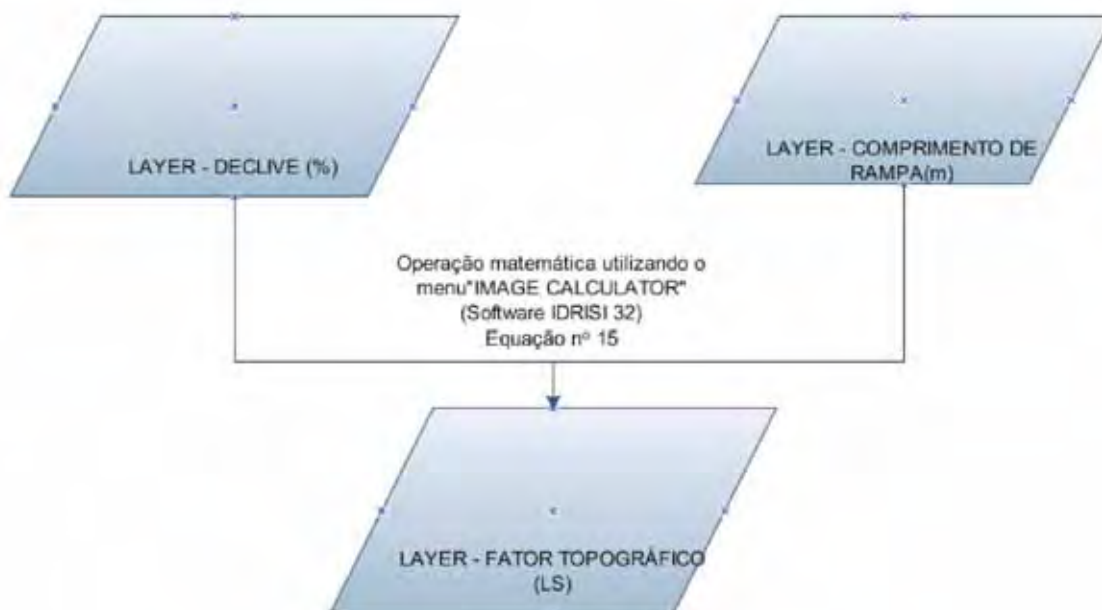 LAYER - DECLIVE (%)
LAYER - COMPRIMENTO DE
RAMPA(m)
Operação matemática utilizando o
menu"IMAGE CALCULATOR"
(Software IDRISI 32)
Equação nº 15
LAYER - FATOR TOPOGRÁFICO
(LS)